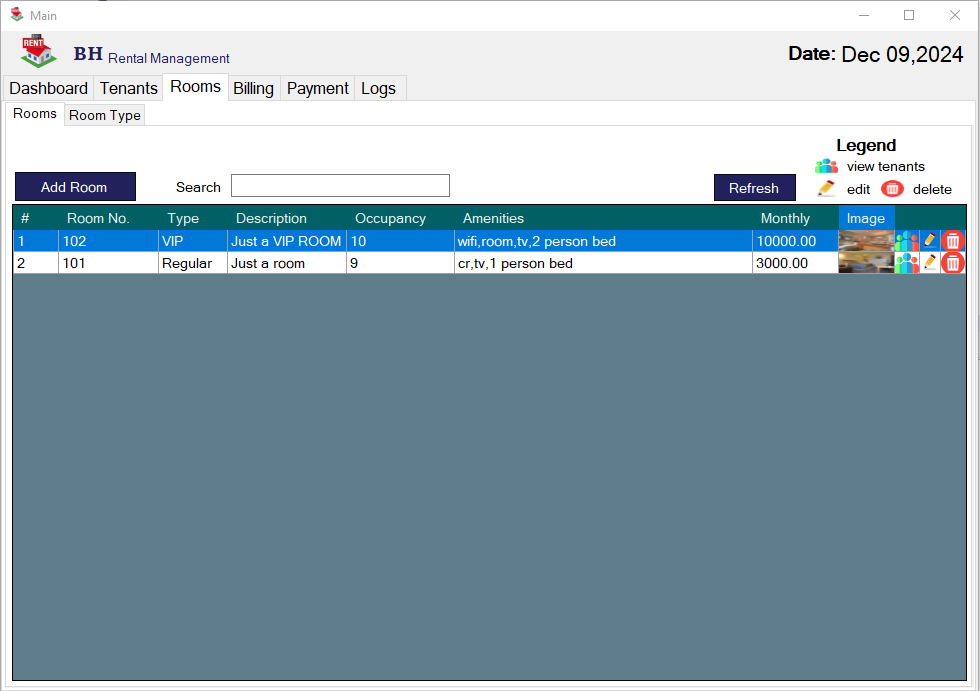 Main
RENT
BH Rental Management
Date: Dec 09,2024
Dashboard Tenants Rooms Billing Payment Logs
Rooms Room Type
Legend
view tenants
edit delete
Add Room Search Refresh
# Room No. Type Description Occupancy Amenities Monthly Image
1 102 VIP Just a VIP ROOM 10 wifi,room,tv,2 person bed 10000.00
2 101 Regular Just a room 9 cr,tv,1 person bed 3000.00